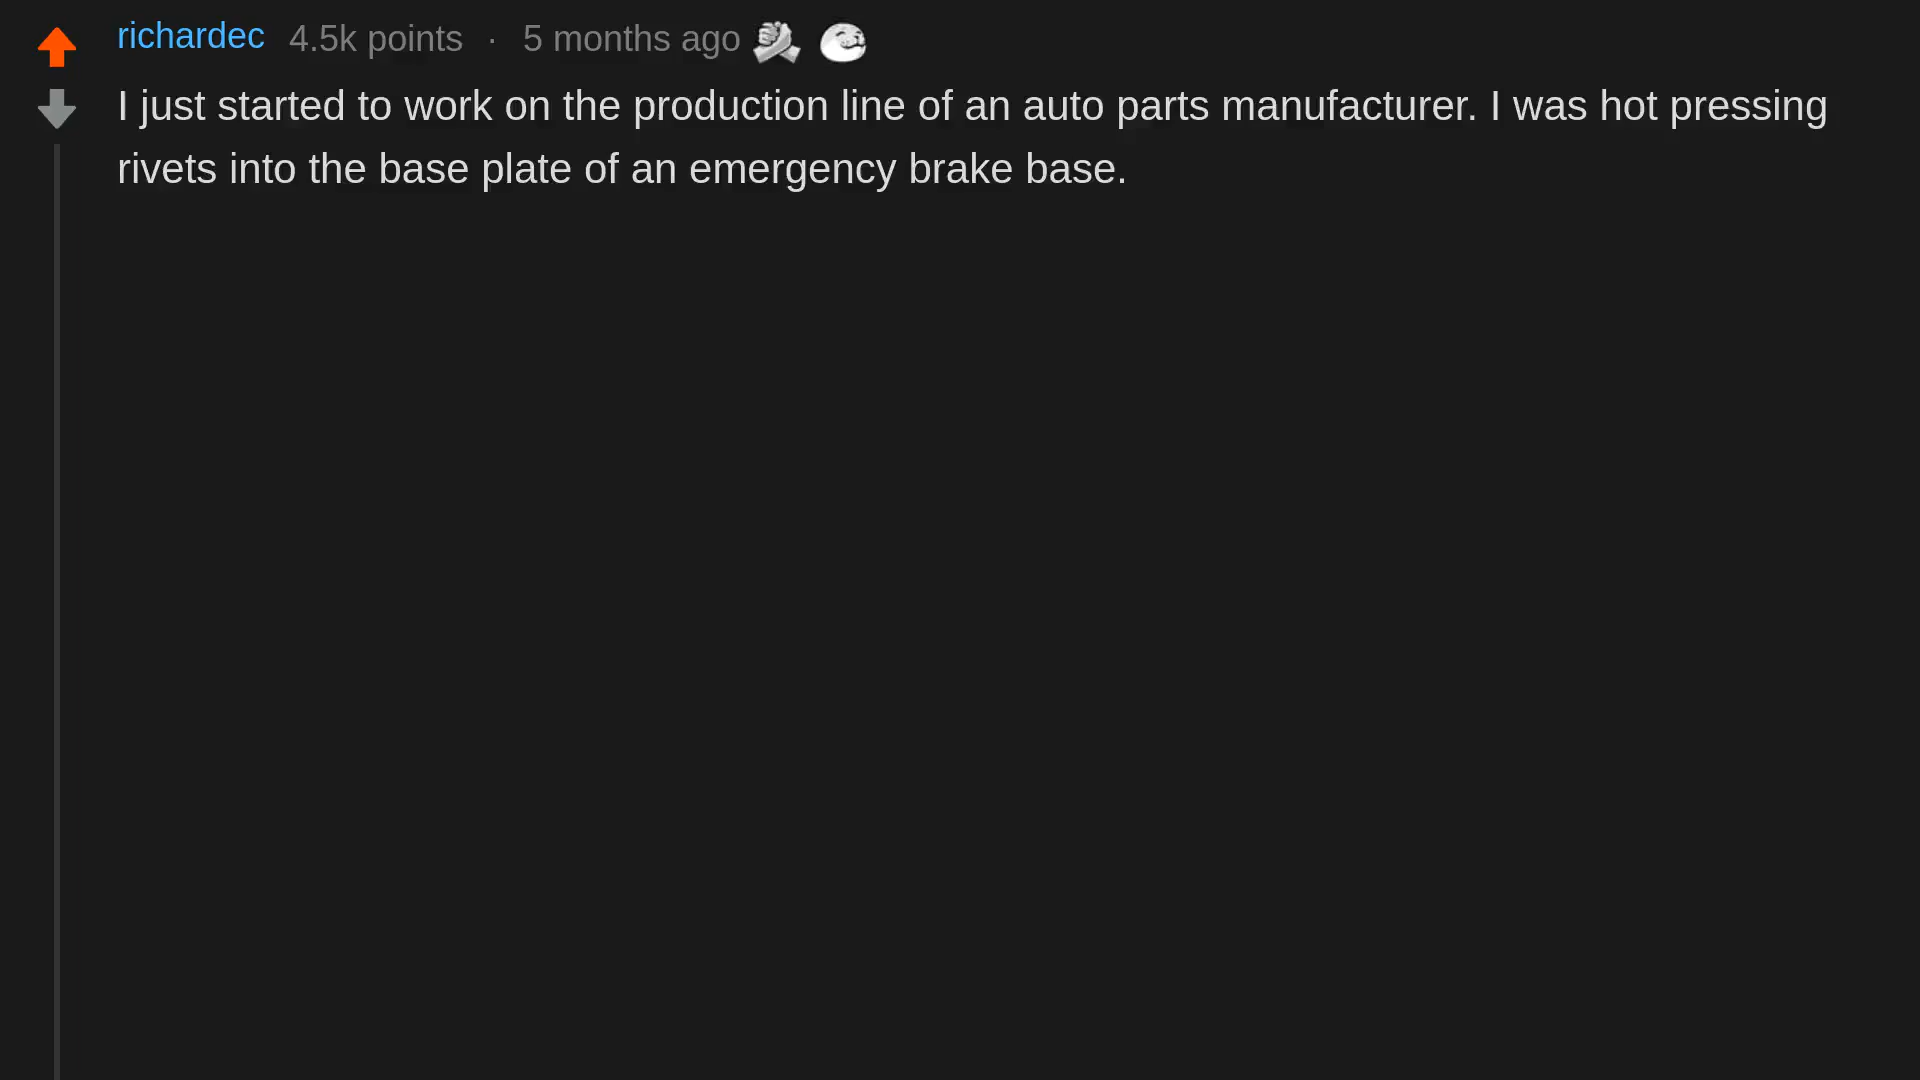 richardec 4.5k points · 5 months ago
I just started to work on the production line of an auto parts manufacturer. I was hot pressing
rivets into the base plate of an emergency brake base.